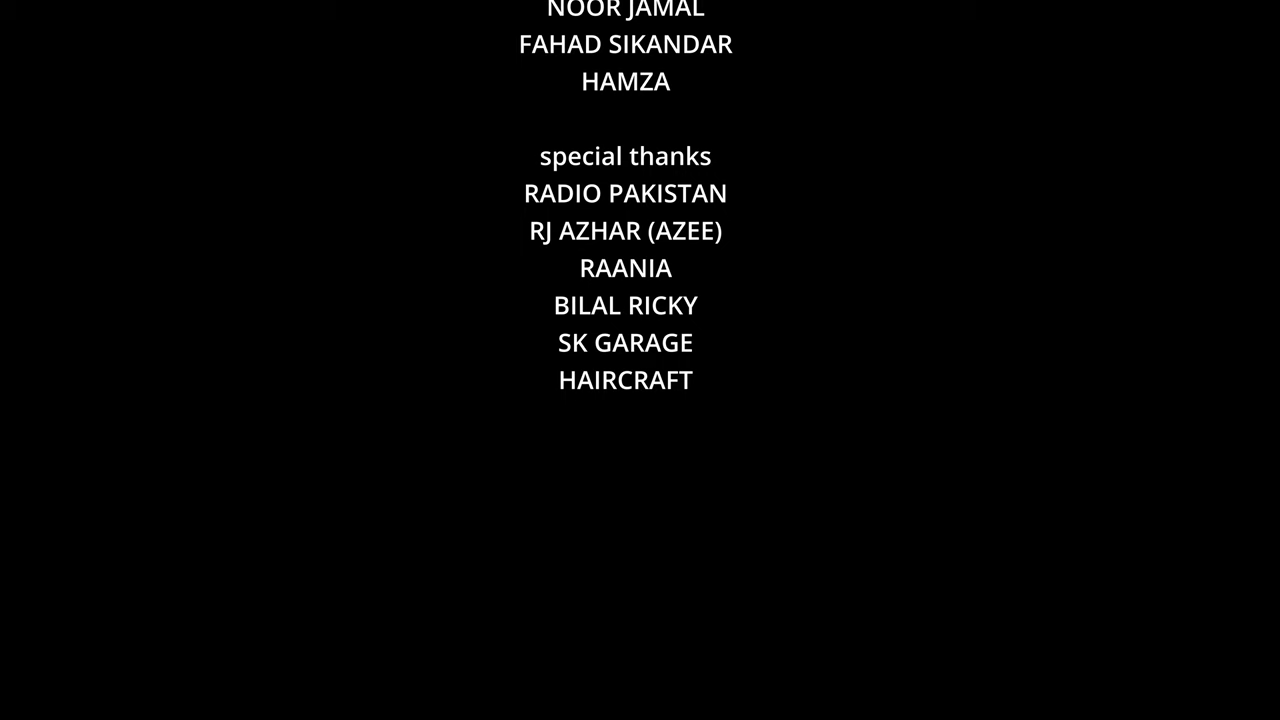 NOOR JAMAL
FAHAD SIKANDAR
HAMZA
special thanks
RADIO PAKISTAN
RJ AZHAR (AZEE)
RAANIA
BILAL RICKY
SK GARAGE
HAIRCRAFT